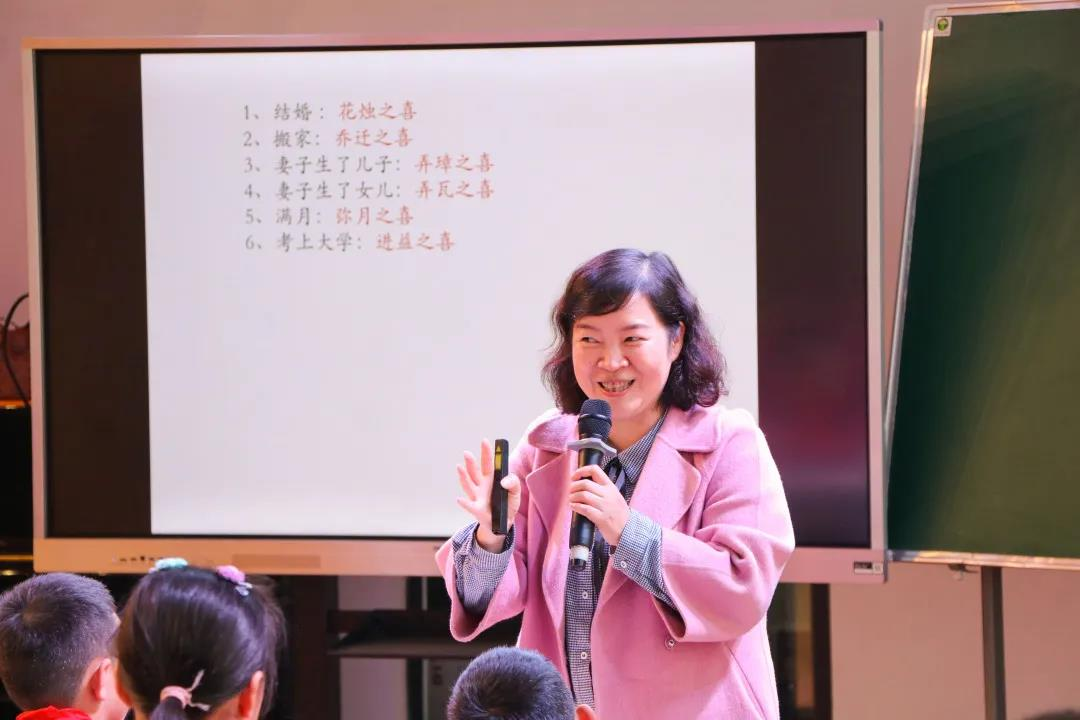 1、结婚：花烛之喜
2、搬家：乔迁之喜
3、妻子生了儿子：弄璋之喜
4、妻子生了女儿：弄瓦之喜
5、满月：弥月之喜
6、考上大学：进益之喜